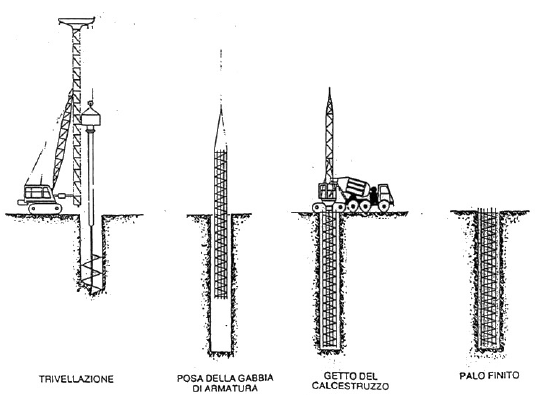 TRIVELLAZIONE
POSA DELLA GABBIA
DI ARMATURA
GETTO DEL
CALCESTRUZZO
PALO FINITO